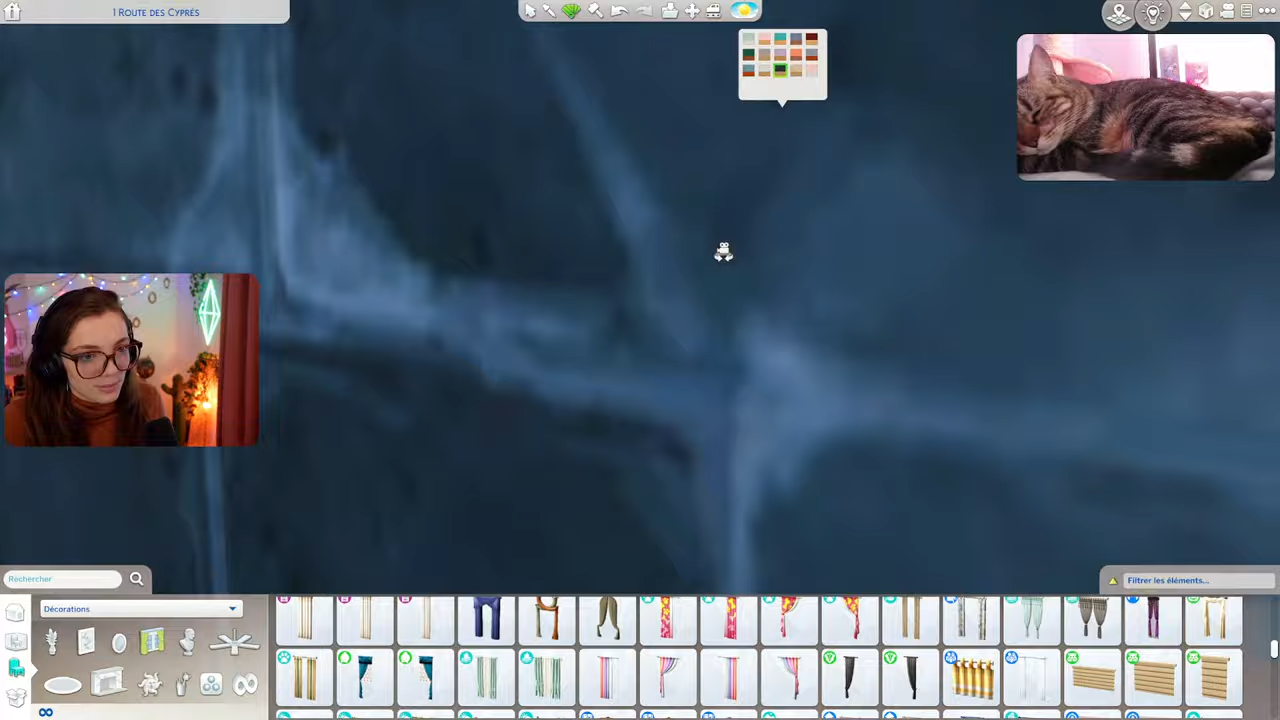 1 Route des Cyprès
Rechercher
Filtrer les éléments...
Décorations